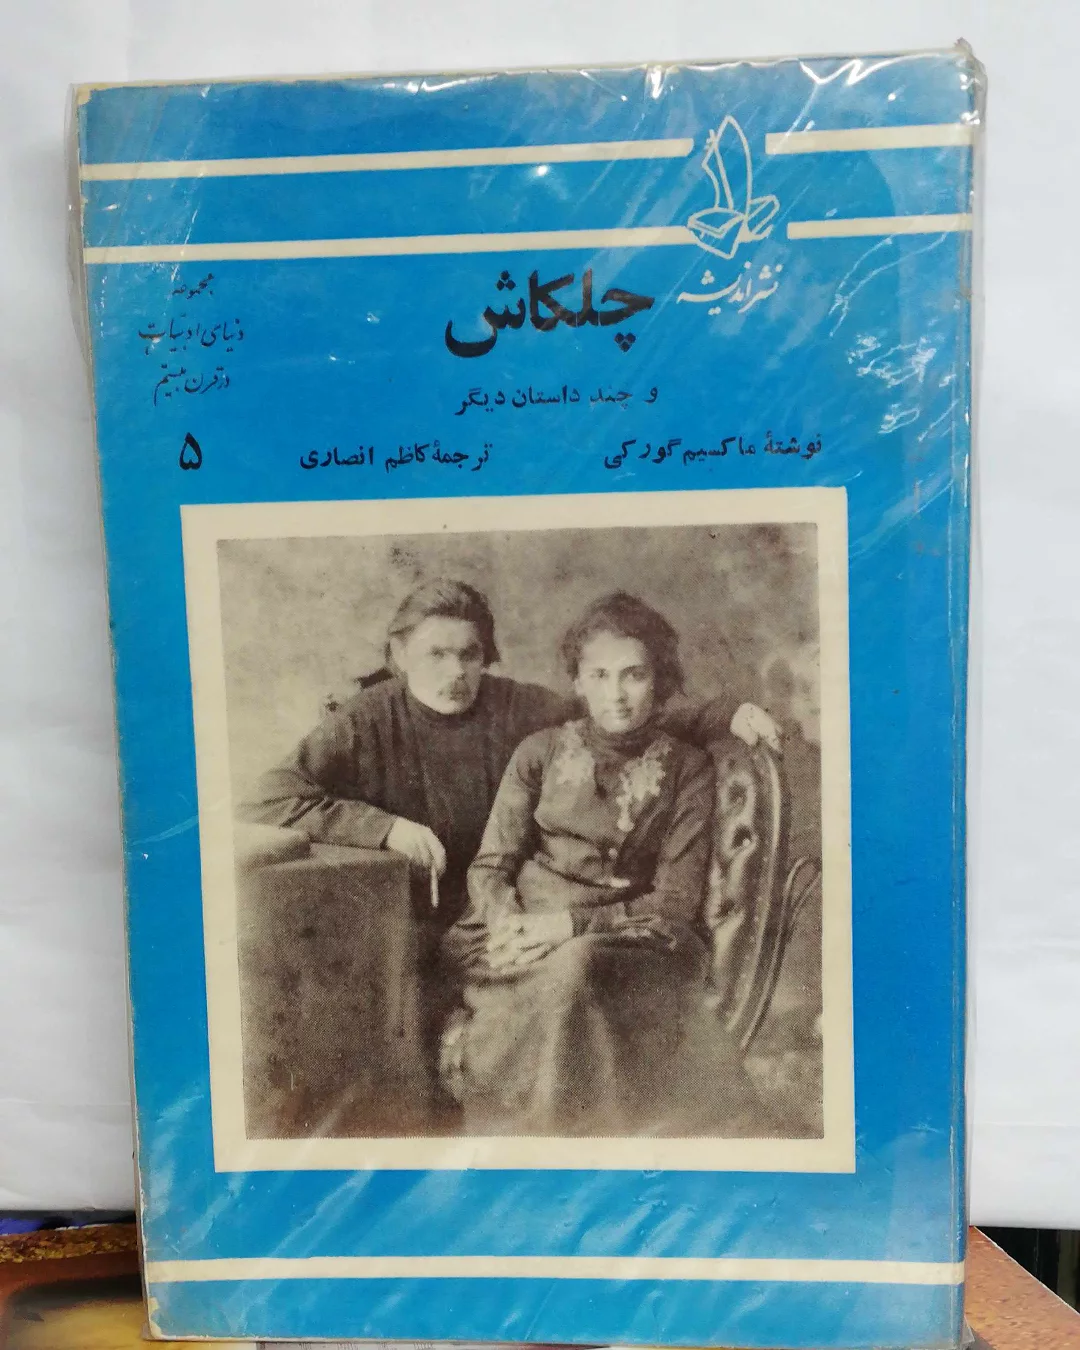 نشر اندیشه
چلکاش
و چند داستان دیگر
نوشتهٔ ماکسیم گورکی
ترجمهٔ کاظم انصاری
مجموعه
دنیای ادبیات
در قرن بیستم
۵